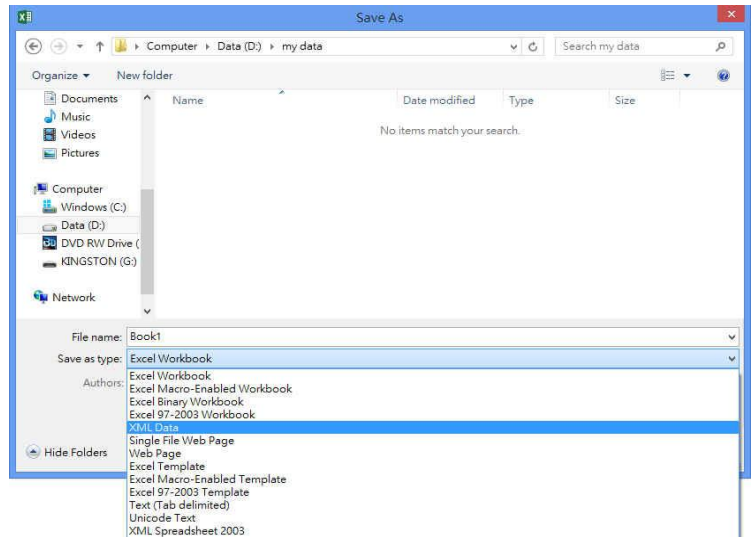 Save As
Computer Data (D:) my data
Search my data
Organize New folder
Name Date modified Type Size
No items match your search.
Documents
Music
Videos
Pictures
Computer
Windows (C:)
Data (D:)
DVD RW Drive (
KINGSTON (G:)
Network
File name: Book1
Save as type: Excel Workbook
Authors:
Excel Workbook
Excel Macro-Enabled Workbook
Excel Binary Workbook
Excel 97-2003 Workbook
XML Data
Single File Web Page
Web Page
Excel Template
Excel Macro-Enabled Template
Excel 97-2003 Template
Text (Tab delimited)
Unicode Text
XML Spreadsheet 2003
Hide Folders